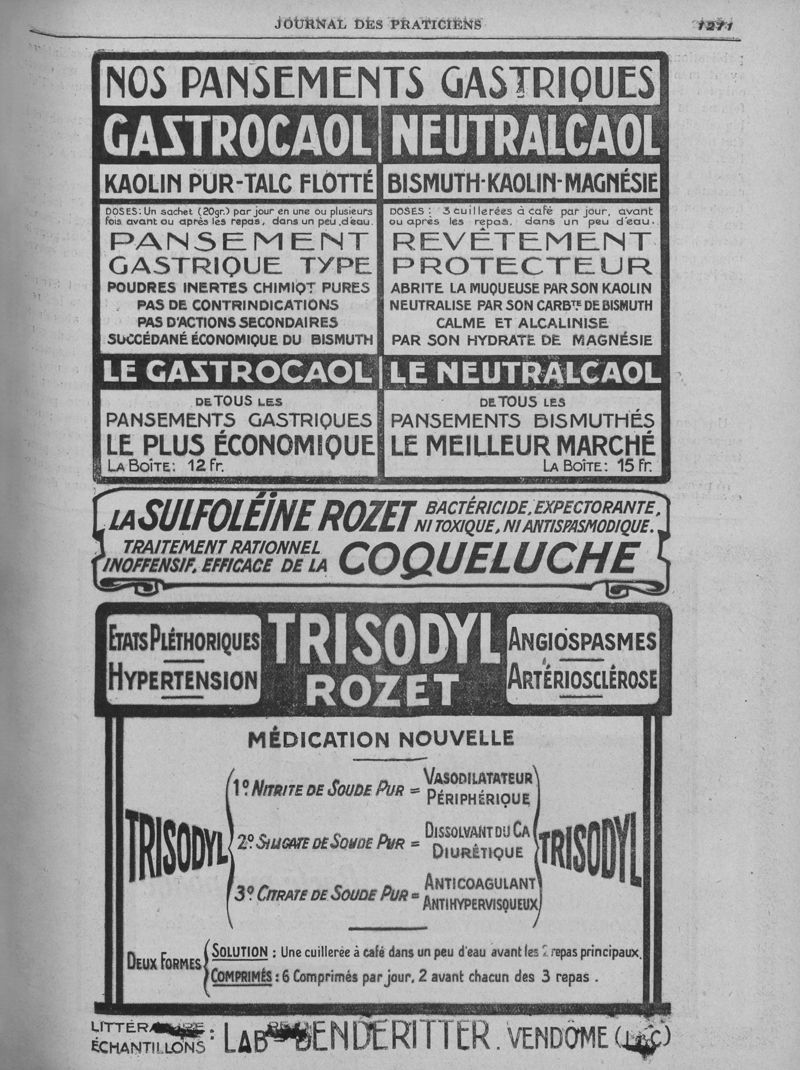 JOURNAL DES PRATICIENS
1271
NOS PANSEMENTS GASTRIQUES
GASTROCAOL
KAOLIN PUR-TALC FLOTTÉ
DOSES: Un sachet (20gr.) par jour en une ou plusieurs
fois avant ou après les repas, dans un peu d'eau.
PANSEMENT
GASTRIQUE TYPE
POUDRES INERTES CHIMIQT PURES
PAS DE CONTRINDICATIONS
PAS D'ACTIONS SECONDAIRES
SUCCÉDANÉ ÉCONOMIQUE DU BISMUTH
LE GASTROCAOL
DE TOUS LES
PANSEMENTS GASTRIQUES
LE PLUS ÉCONOMIQUE
LA BOÎTE: 12 Fr.
NEUTRALCAOL
BISMUTH-KAOLIN-MAGNÉSIE
DOSES: 3 cuillerées à café par jour, avant
ou après les repas, dans un peu d'eau.
REVÊTEMENT
PROTECTEUR
ABRITE LA MUQUEUSE PAR SON KAOLIN
NEUTRALISE PAR SON CARBTE DE BISMUTH
CALME ET ALCALINISE
PAR SON HYDRATE DE MAGNÉSIE
LE NEUTRALCAOL
DE TOUS LES
PANSEMENTS BISMUTHÉS
LE MEILLEUR MARCHÉ
LA BOÎTE: 15 fr.
LA SULFOLÉÏNE ROZET BACTÉRICIDE, EXPECTORANTE,
NI TOXIQUE, NI ANTISPASMODIQUE.
TRAITEMENT RATIONNEL
INOFFENSIF, EFFICACE DE LA COQUELUCHE
ETATS PLÉTHORIQUES
HYPERTENSION
TRISODYL
ROZET
ANGIOSPASMES
ARTÉRIOSCLÉROSE
MÉDICATION NOUVELLE
TRISODYL
1º NITRITE DE SOUDE PUR = VASODILATATEUR
PÉRIPHÉRIQUE
2º SILICATE DE SOUDE PUR = DISSOLVANT DU CA
DIURÉTIQUE
3º CITRATE DE SOUDE PUR = ANTICOAGULANT
ANTIHYPERVISQUEUX
TRISODYL
DEUX FORMES
SOLUTION : Une cuillerée à café dans un peu d'eau avant les 2 repas principaux.
COMPRIMÉS : 6 Comprimés par jour, 2 avant chacun des 3 repas.
ÉCHANTILLONS :
BENDERITTER. VENDÔME